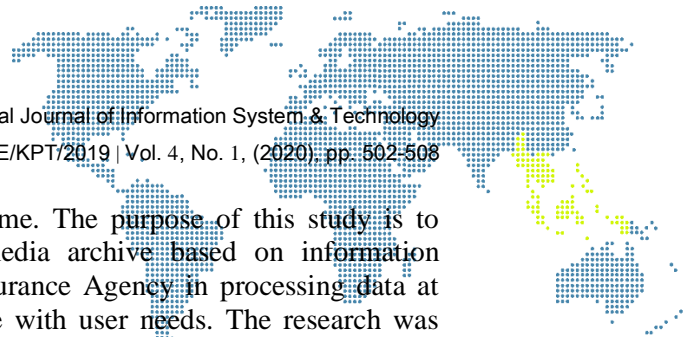 al Journal of Information System & Technology
E/KPT/2019 | Vol. 4, No. 1, (2020), pp. 502-508
me. The purpose of this study is to
nedia archive based on information
urance Agency in processing data at
e with user needs. The research was